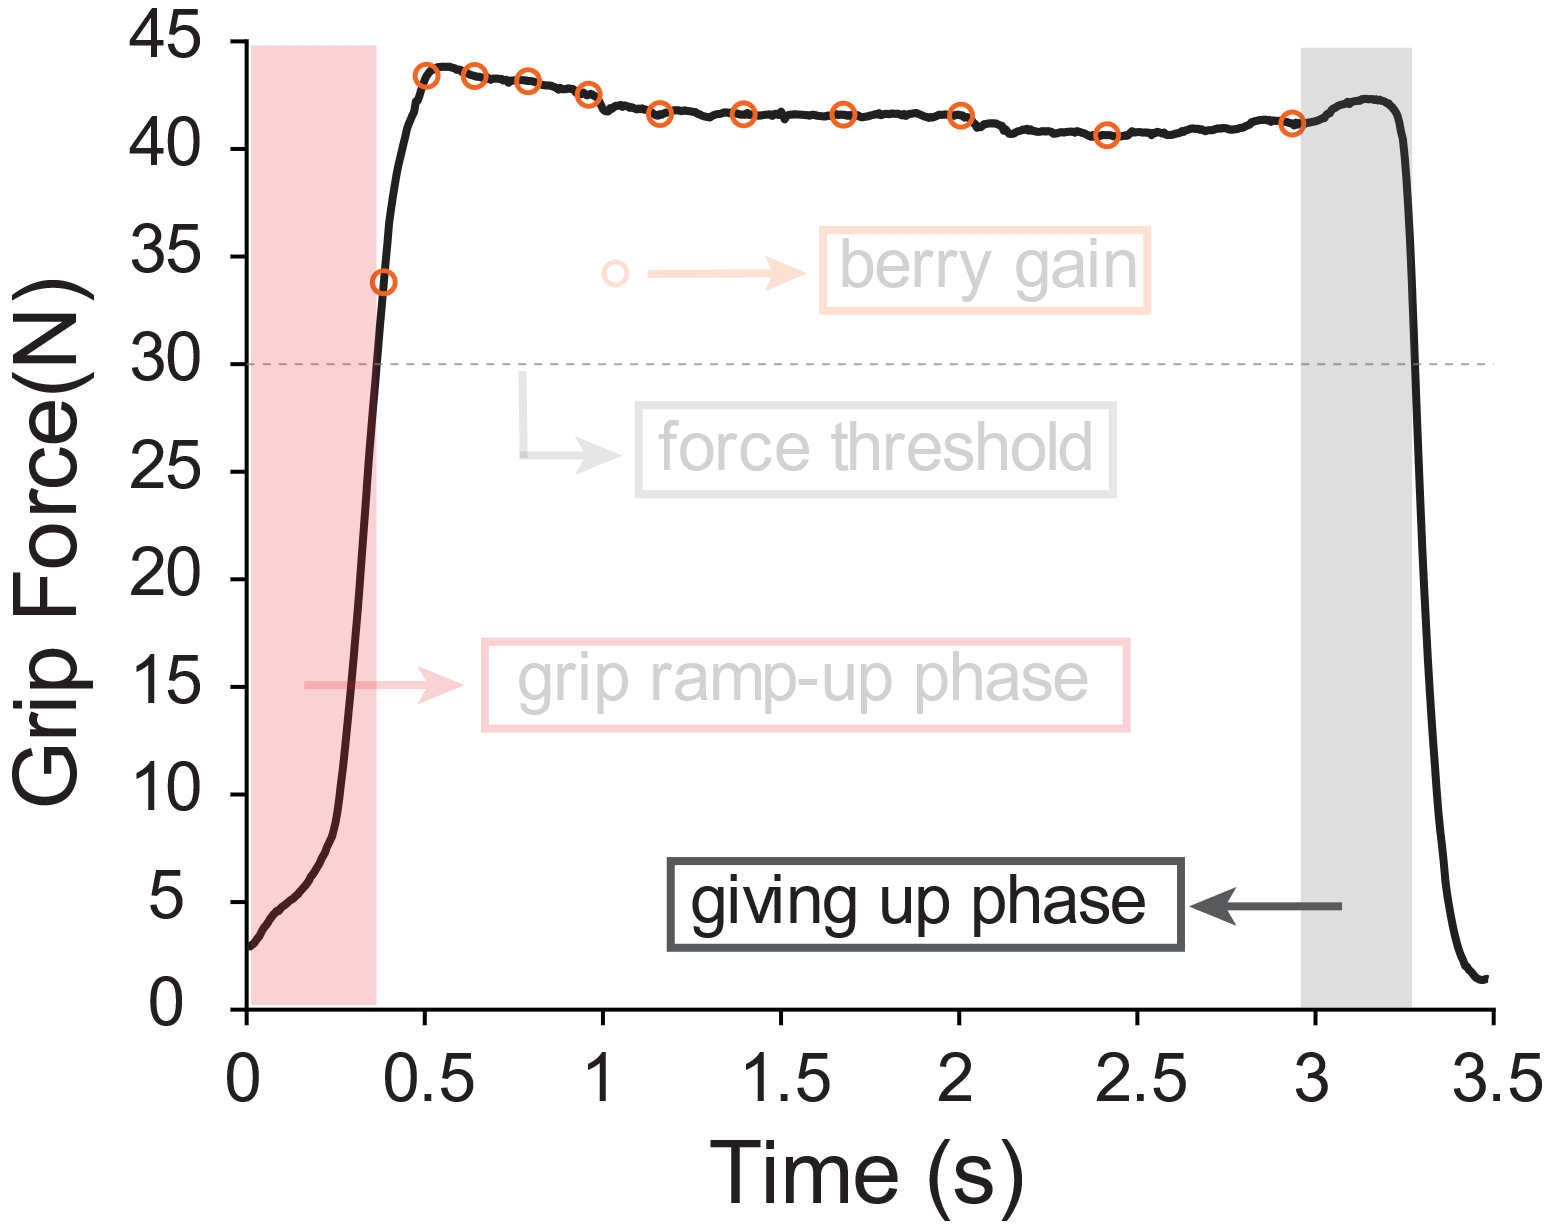 Grip Force(N)
45
40
35
30
25
20
15
10
5
0
berry gain
force threshold
grip ramp-up phase
giving up phase
0 0.5 1 1.5 2 2.5 3 3.5
Time (s)